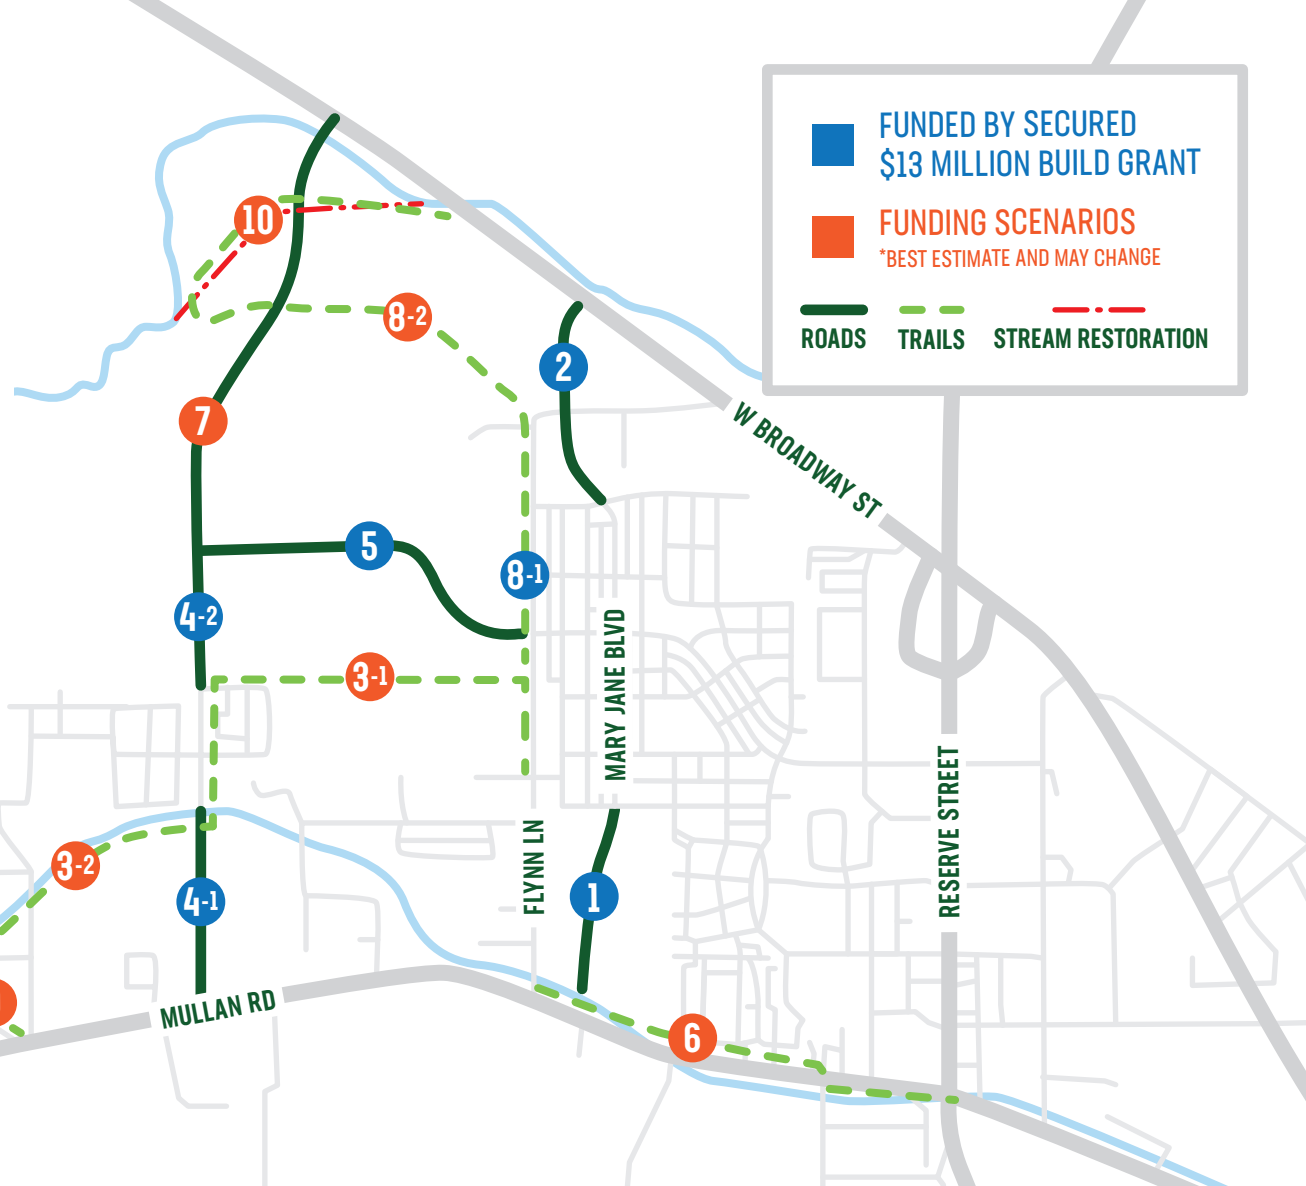 FUNDED BY SECURED
$13 MILLION BUILD GRANT
FUNDING SCENARIOS
*BEST ESTIMATE AND MAY CHANGE
ROADS
TRAILS
STREAM RESTORATION
10
8-2
2
7
W BROADWAY ST
5
8-1
4-2
MARY JANE BLVD
3-1
RESERVE STREET
FLYNN LN
3-2
4-1
1
MULLAN RD
6